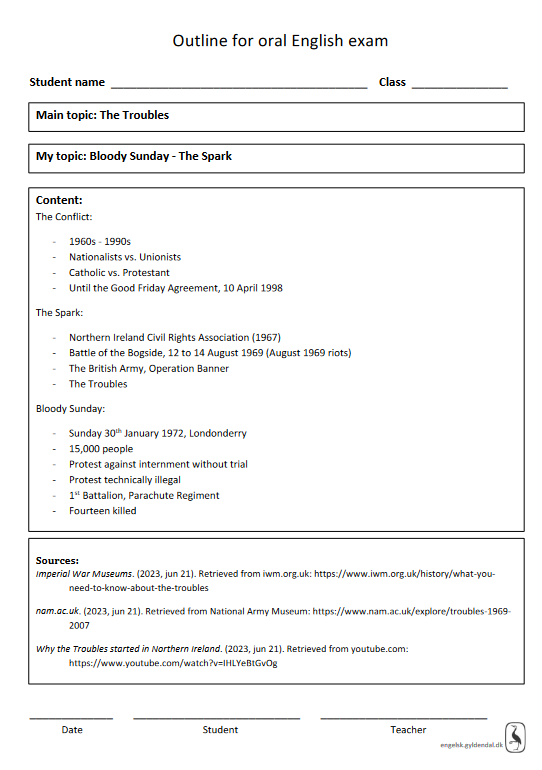 Outline for oral English exam
Student name ________________________________ Class ____________
Main topic: The Troubles
My topic: Bloody Sunday - The Spark
Content:
The Conflict:
- 1960s - 1990s
- Nationalists vs. Unionists
- Catholic vs. Protestant
- Until the Good Friday Agreement, 10 April 1998
The Spark:
- Northern Ireland Civil Rights Association (1967)
- Battle of the Bogside, 12 to 14 August 1969 (August 1969 riots)
- The British Army, Operation Banner
- The Troubles
Bloody Sunday:
- Sunday 30th January 1972, Londonderry
- 15,000 people
- Protest against internment without trial
- Protest technically illegal
- 1st Battalion, Parachute Regiment
- Fourteen killed
Sources:
Imperial War Museums. (2023, jun 21). Retrieved from iwm.org.uk: https://www.iwm.org.uk/history/what-you-
need-to-know-about-the-troubles
nam.ac.uk. (2023, jun 21). Retrieved from National Army Museum: https://www.nam.ac.uk/explore/troubles-1969-
2007
Why the Troubles started in Northern Ireland. (2023, jun 21). Retrieved from youtube.com:
https://www.youtube.com/watch?v=IHLYeBtGvOg
Date Student Teacher
engelsk.gyldendal.dk